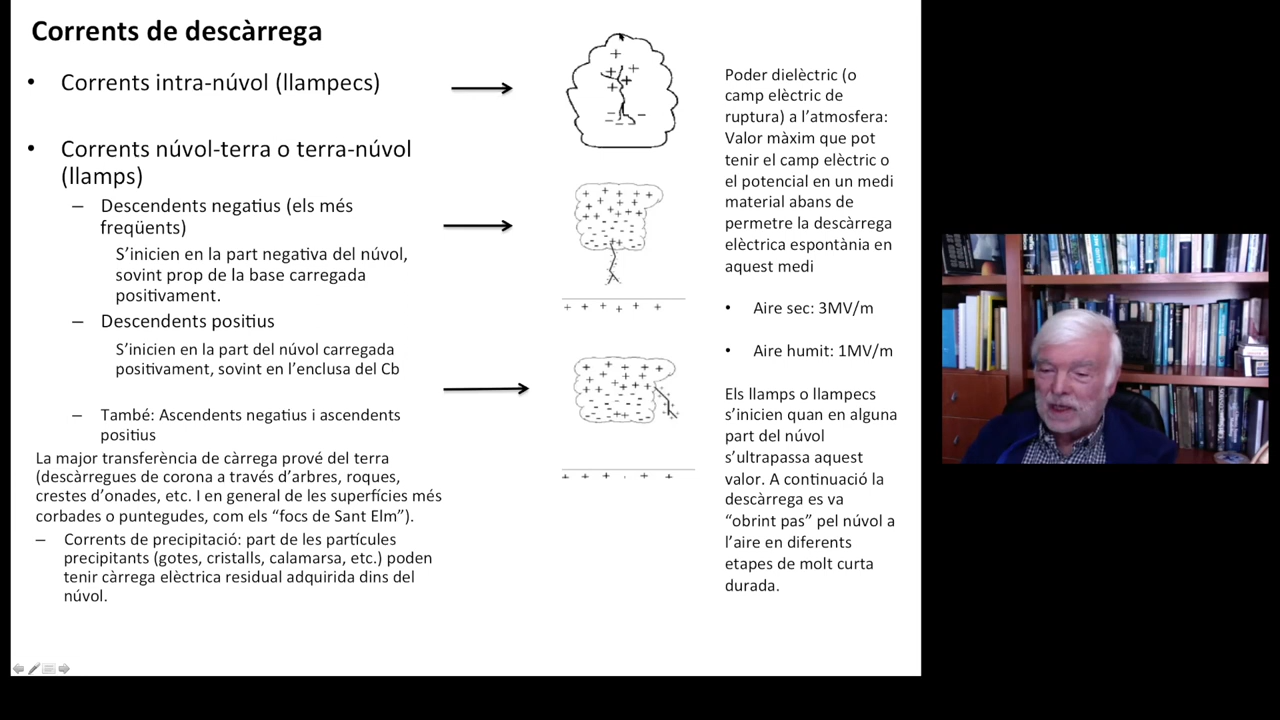 Corrents de descàrrega
• Corrents intra-núvol (llampecs)
• Corrents núvol-terra o terra-núvol
(llamps)
– Descendents negatius (els més
freqüents)
S’inicien en la part negativa del núvol,
sovint prop de la base carregada
positivament.
– Descendents positius
S’inicien en la part del núvol carregada
positivament, sovint en l’enclusa del Cb
– També: Ascendents negatius i ascendents
positius
La major transferència de càrrega prové del terra
(descàrregues de corona a través d’arbres, roques,
crestes d’onades, etc. I en general de les superfícies més
corbades o puntegudes, com els “focs de Sant Elm”).
– Corrents de precipitació: part de les partícules
precipitants (gotes, cristalls, calamarsa, etc.) poden
tenir càrrega elèctrica residual adquirida dins del
núvol.
Poder dielèctric (o
camp elèctric de
ruptura) a l’atmosfera:
Valor màxim que pot
tenir el camp elèctric o
el potencial en un medi
material abans de
permetre la descàrrega
elèctrica espontània en
aquest medi
• Aire sec: 3MV/m
• Aire humit: 1MV/m
Els llamps o llampecs
s’inicien quan en alguna
part del núvol
s’ultrapassa aquest
valor. A continuació la
descàrrega es va
“obrint pas” pel núvol a
l’aire en diferents
etapes de molt curta
durada.